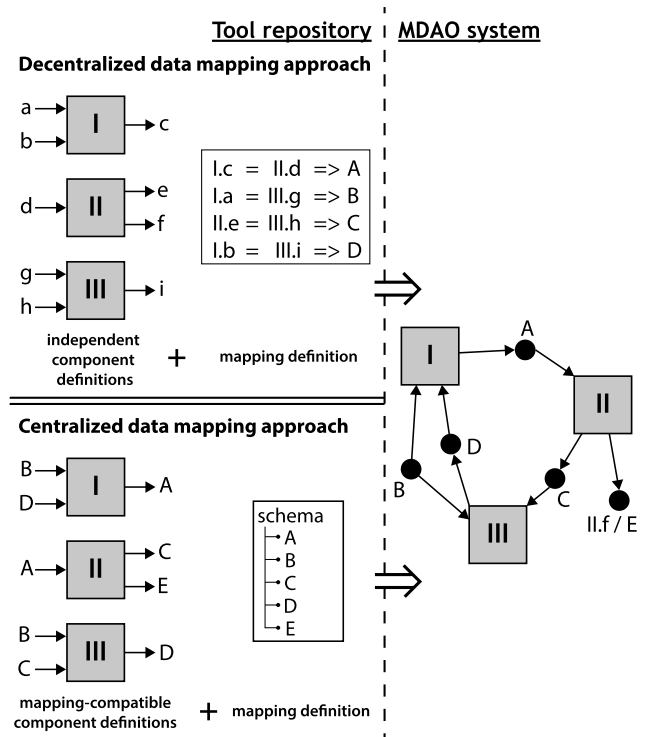 Tool repository
MDAO system
Decentralized data mapping approach
a
b
I
c
d
II
e
f
g
h
III
i
I.c = II.d => A
I.a = III.g => B
II.e = III.h => C
I.b = III.i => D
independent
component
definitions
+
mapping definition
Centralized data mapping approach
B
D
I
A
A
II
C
E
B
C
III
D
schema
A
B
C
D
E
mapping-compatible
component definitions
+
mapping definition
I
A
II
D
B
C
III
II.f / E